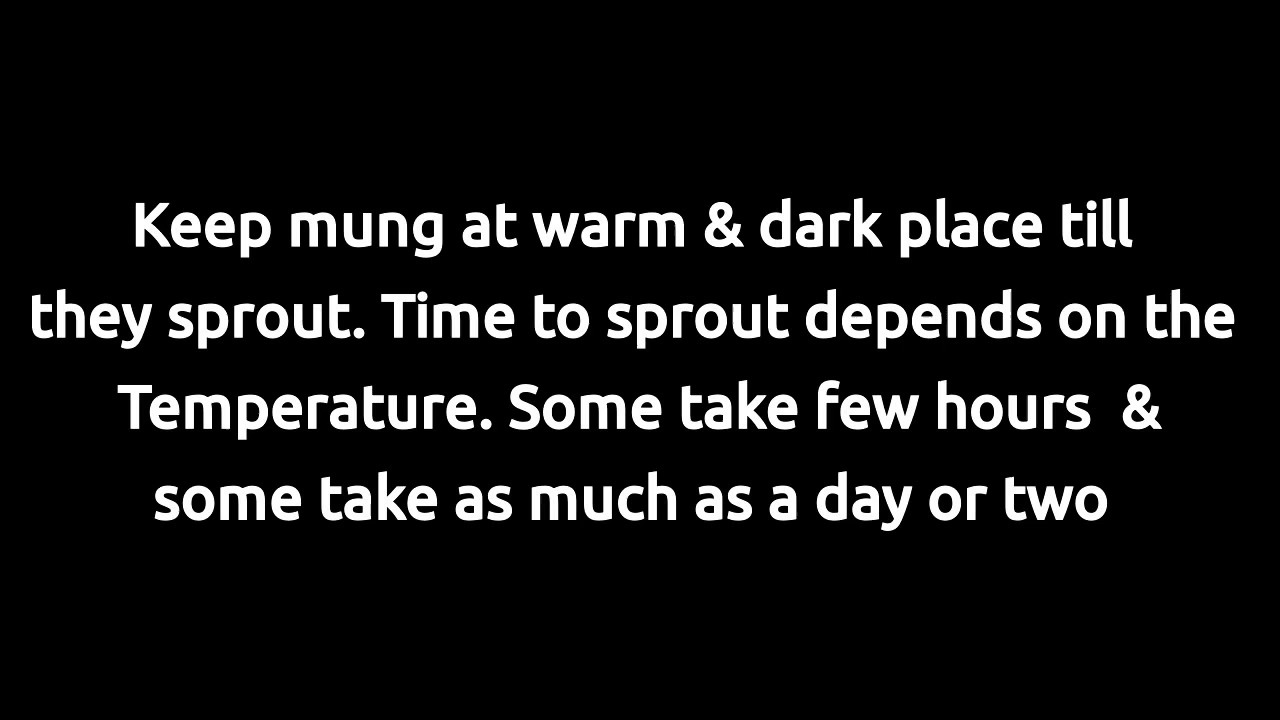 Keep mung at warm & dark place till
they sprout. Time to sprout depends on the
Temperature. Some take few hours  &
some take as much as a day or two